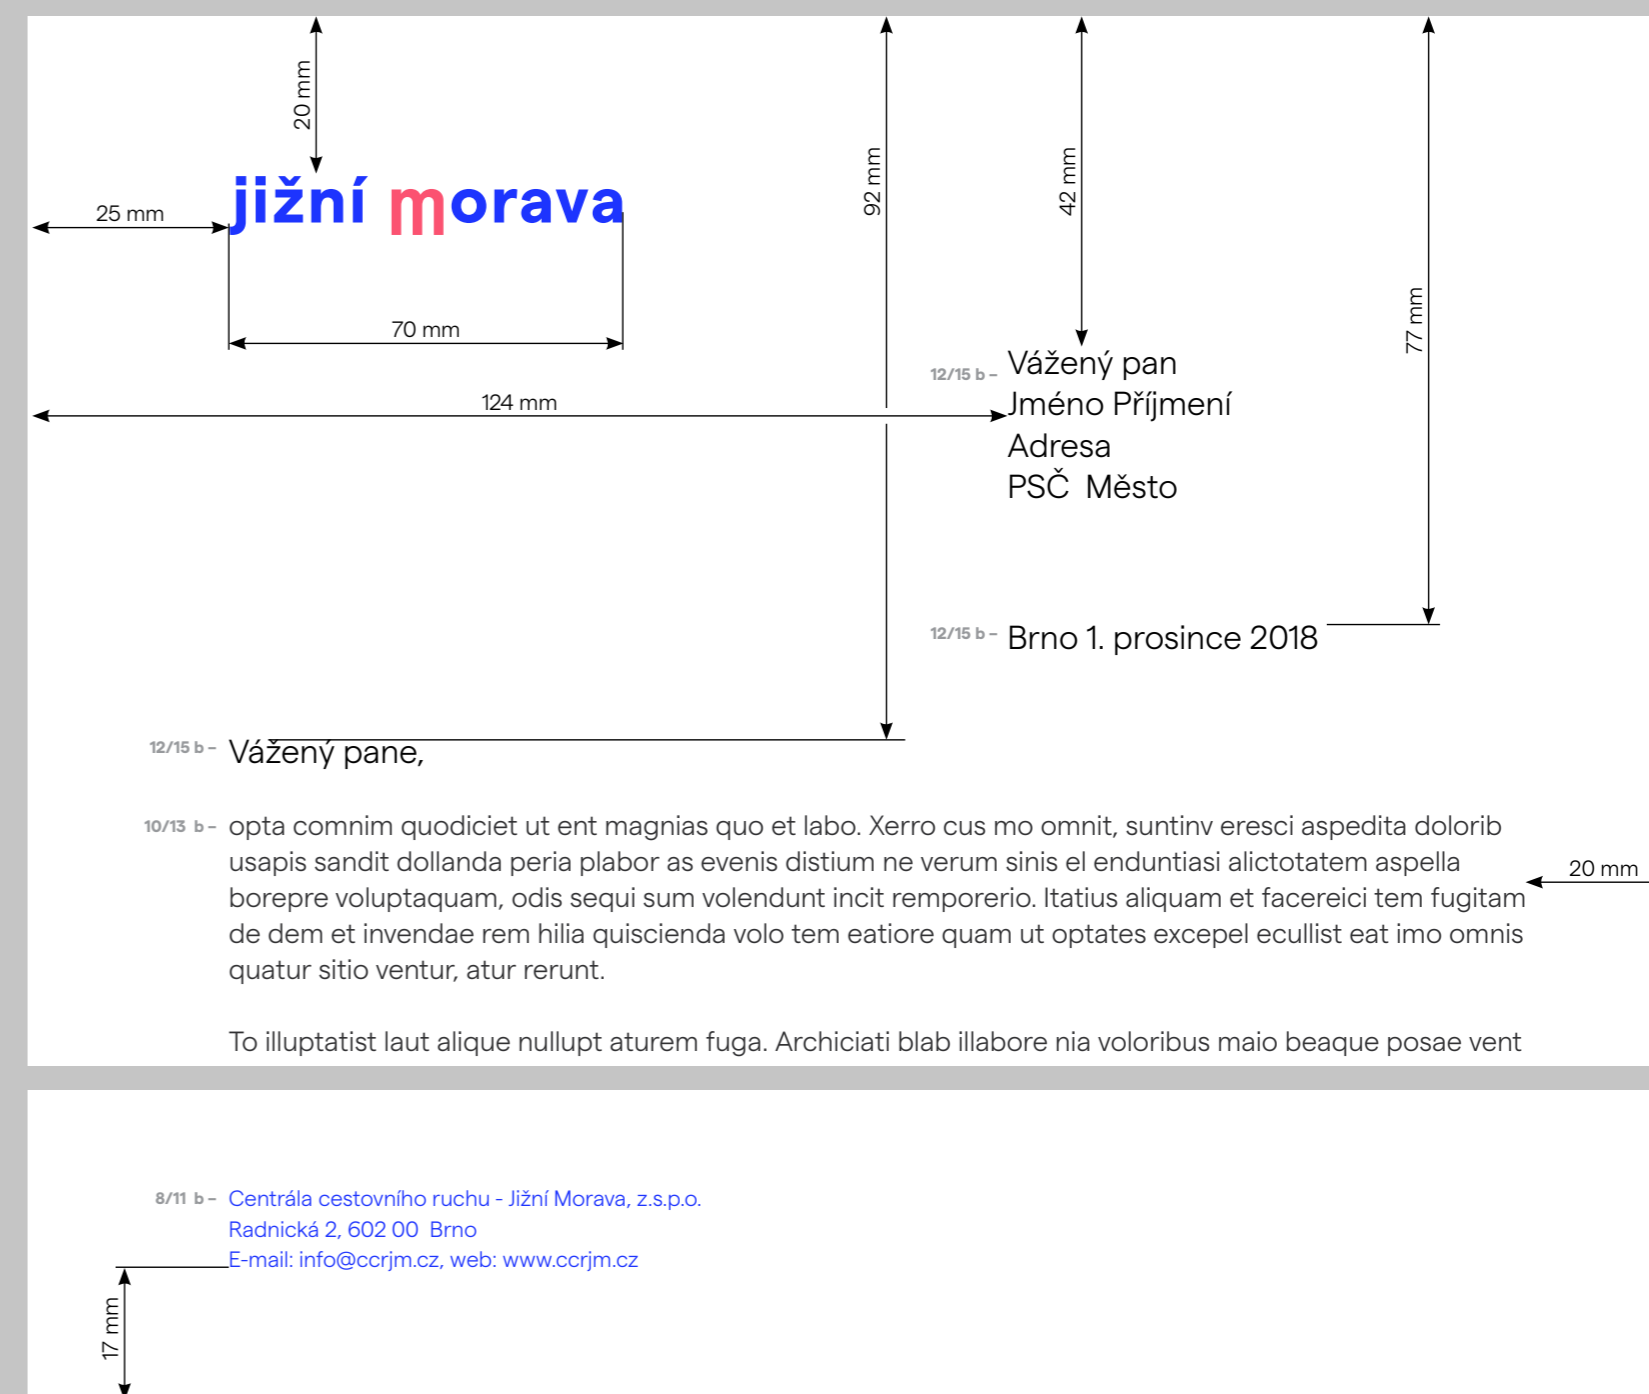 20 mm
92 mm
42 mm
77 mm
jižní morava
25 mm
70 mm
124 mm
12/15 b –
Vážený pan
Jméno Příjmení
Adresa
PSČ  Město
12/15 b –
Brno 1. prosince 2018
12/15 b –
Vážený pane,
10/13  b –
opta comnim quodiciet ut ent magnias quo et labo. Xerro cus mo omnit, suntinv eresci aspedita dolorib
usapis sandit dollanda peria plabor as evenis distium ne verum sinis el enduntiasi alictotatem aspella
borepre voluptaquam, odis sequi sum volendunt incit remporerio. Itatius aliquam et facereici tem fugitam
de dem et invendae rem hilia quiscienda volo tem eatiore quam ut optates excepel ecullist eat imo omnis
quatur sitio ventur, atur rerunt.
20 mm
To illuptatist laut alique nullupt aturem fuga. Archiciati blab illabore nia voloribus maio beaque posae vent
8/11  b –
Centrála cestovního ruchu - Jižní Morava, z.s.p.o.
Radnická 2, 602 00  Brno
E-mail: info@ccrjm.cz, web: www.ccrjm.cz
17 mm